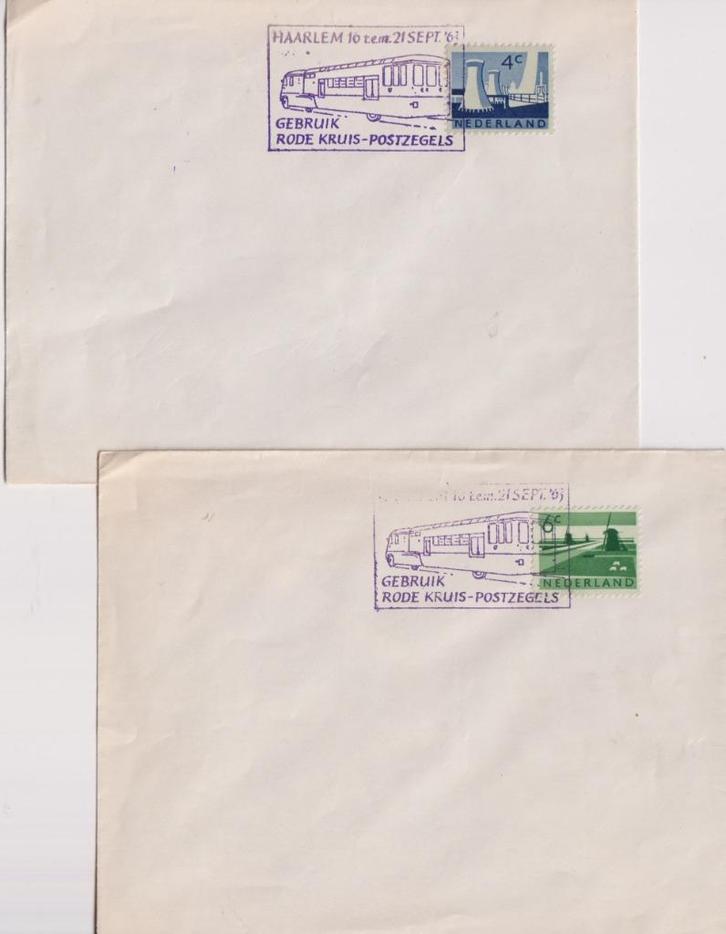 HAARLEM 16 t.e.m. 21 SEPT. '63
4c
NEDERLAND
GEBRUIK
RODE KRUIS-POSTZEGELS
16 t.e.m. 21 SEPT. '63
6c
NEDERLAND
GEBRUIK
RODE KRUIS-POSTZEGELS